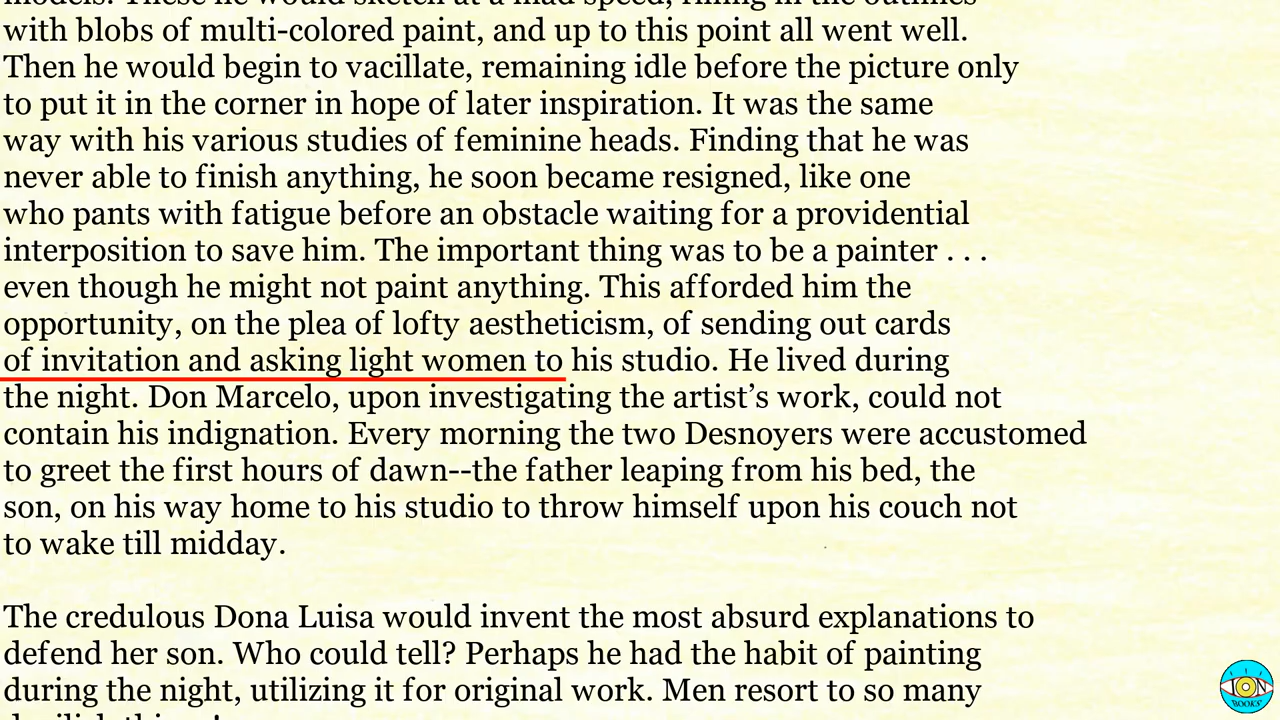 with blobs of multi-colored paint, and up to this point all went well.
Then he would begin to vacillate, remaining idle before the picture only
to put it in the corner in hope of later inspiration. It was the same
way with his various studies of feminine heads. Finding that he was
never able to finish anything, he soon became resigned, like one
who pants with fatigue before an obstacle waiting for a providential
interposition to save him. The important thing was to be a painter . . .
even though he might not paint anything. This afforded him the
opportunity, on the plea of lofty aestheticism, of sending out cards
of invitation and asking light women to his studio. He lived during
the night. Don Marcelo, upon investigating the artist’s work, could not
contain his indignation. Every morning the two Desnoyers were accustomed
to greet the first hours of dawn--the father leaping from his bed, the
son, on his way home to his studio to throw himself upon his couch not
to wake till midday.
The credulous Dona Luisa would invent the most absurd explanations to
defend her son. Who could tell? Perhaps he had the habit of painting
during the night, utilizing it for original work. Men resort to so many
ION
BOOKS